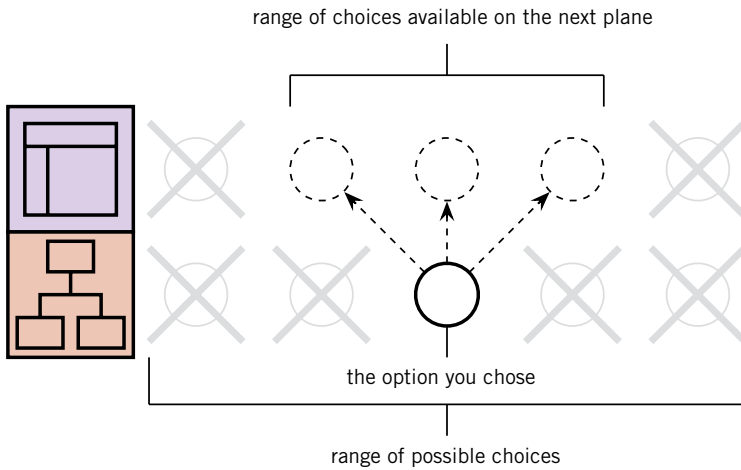 range of choices available on the next plane
the option you chose
range of possible choices